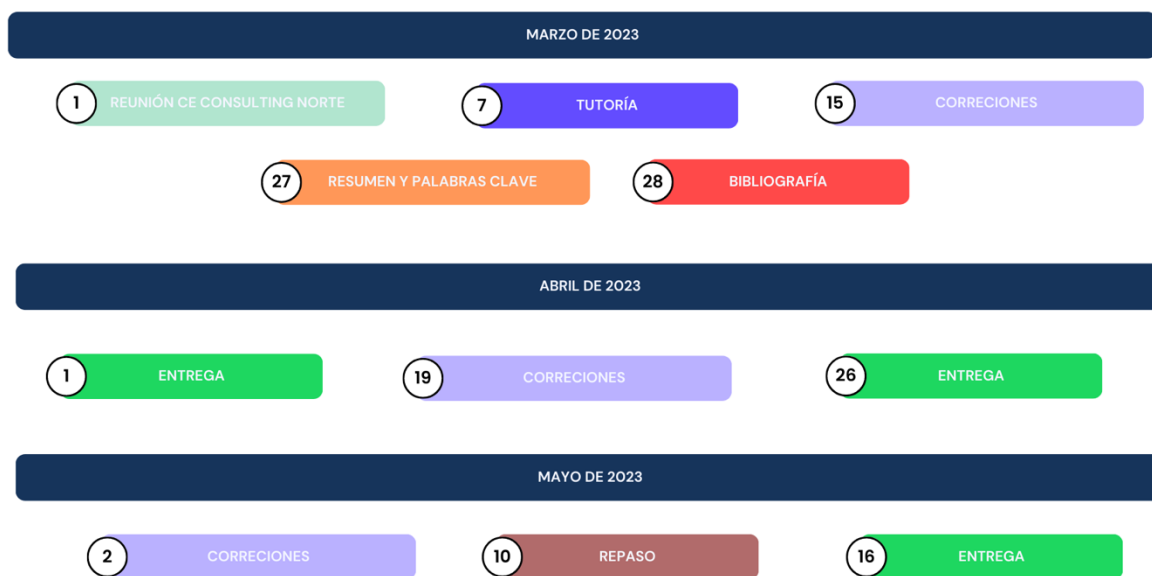 MARZO DE 2023
1 REUNIÓN CE CONSULTING NORTE
7 TUTORÍA
15 CORRECIONES
27 RESUMEN Y PALABRAS CLAVE
28 BIBLIOGRAFÍA
ABRIL DE 2023
1 ENTREGA
19 CORRECIONES
26 ENTREGA
MAYO DE 2023
2 CORRECIONES
10 REPASO
16 ENTREGA